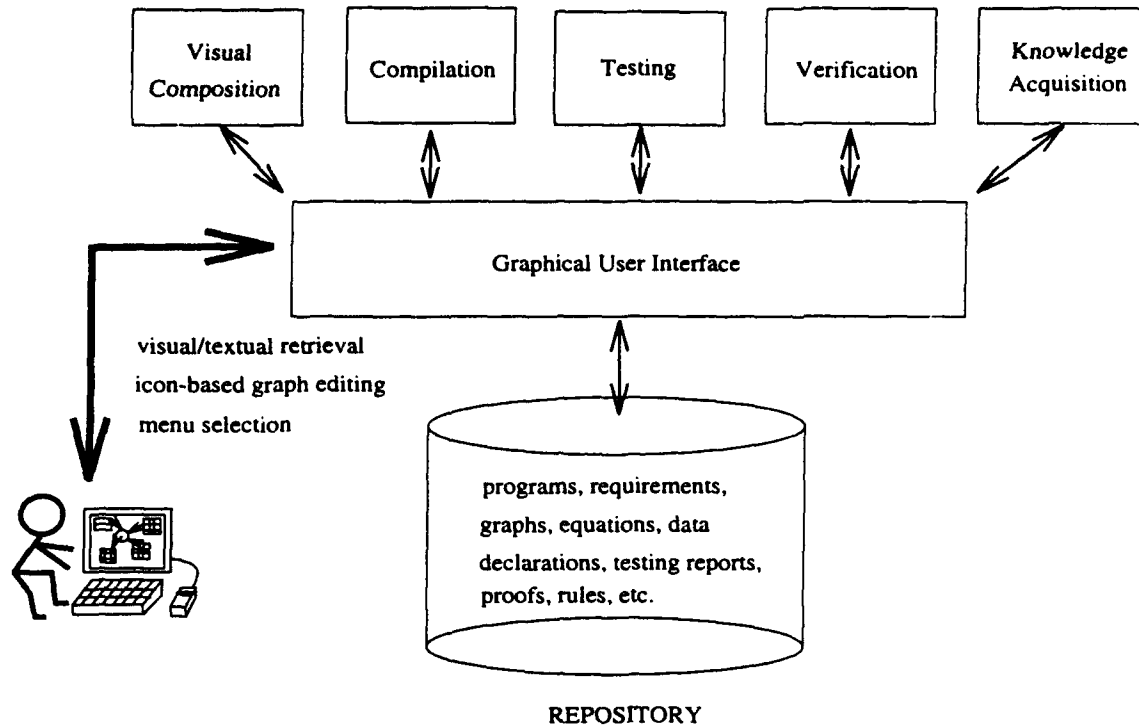 Visual
Composition
Compilation
Testing
Verification
Knowledge
Acquisition
Graphical User Interface
visual/textual retrieval
icon-based graph editing
menu selection
programs, requirements,
graphs, equations, data
declarations, testing reports,
proofs, rules, etc.
REPOSITORY